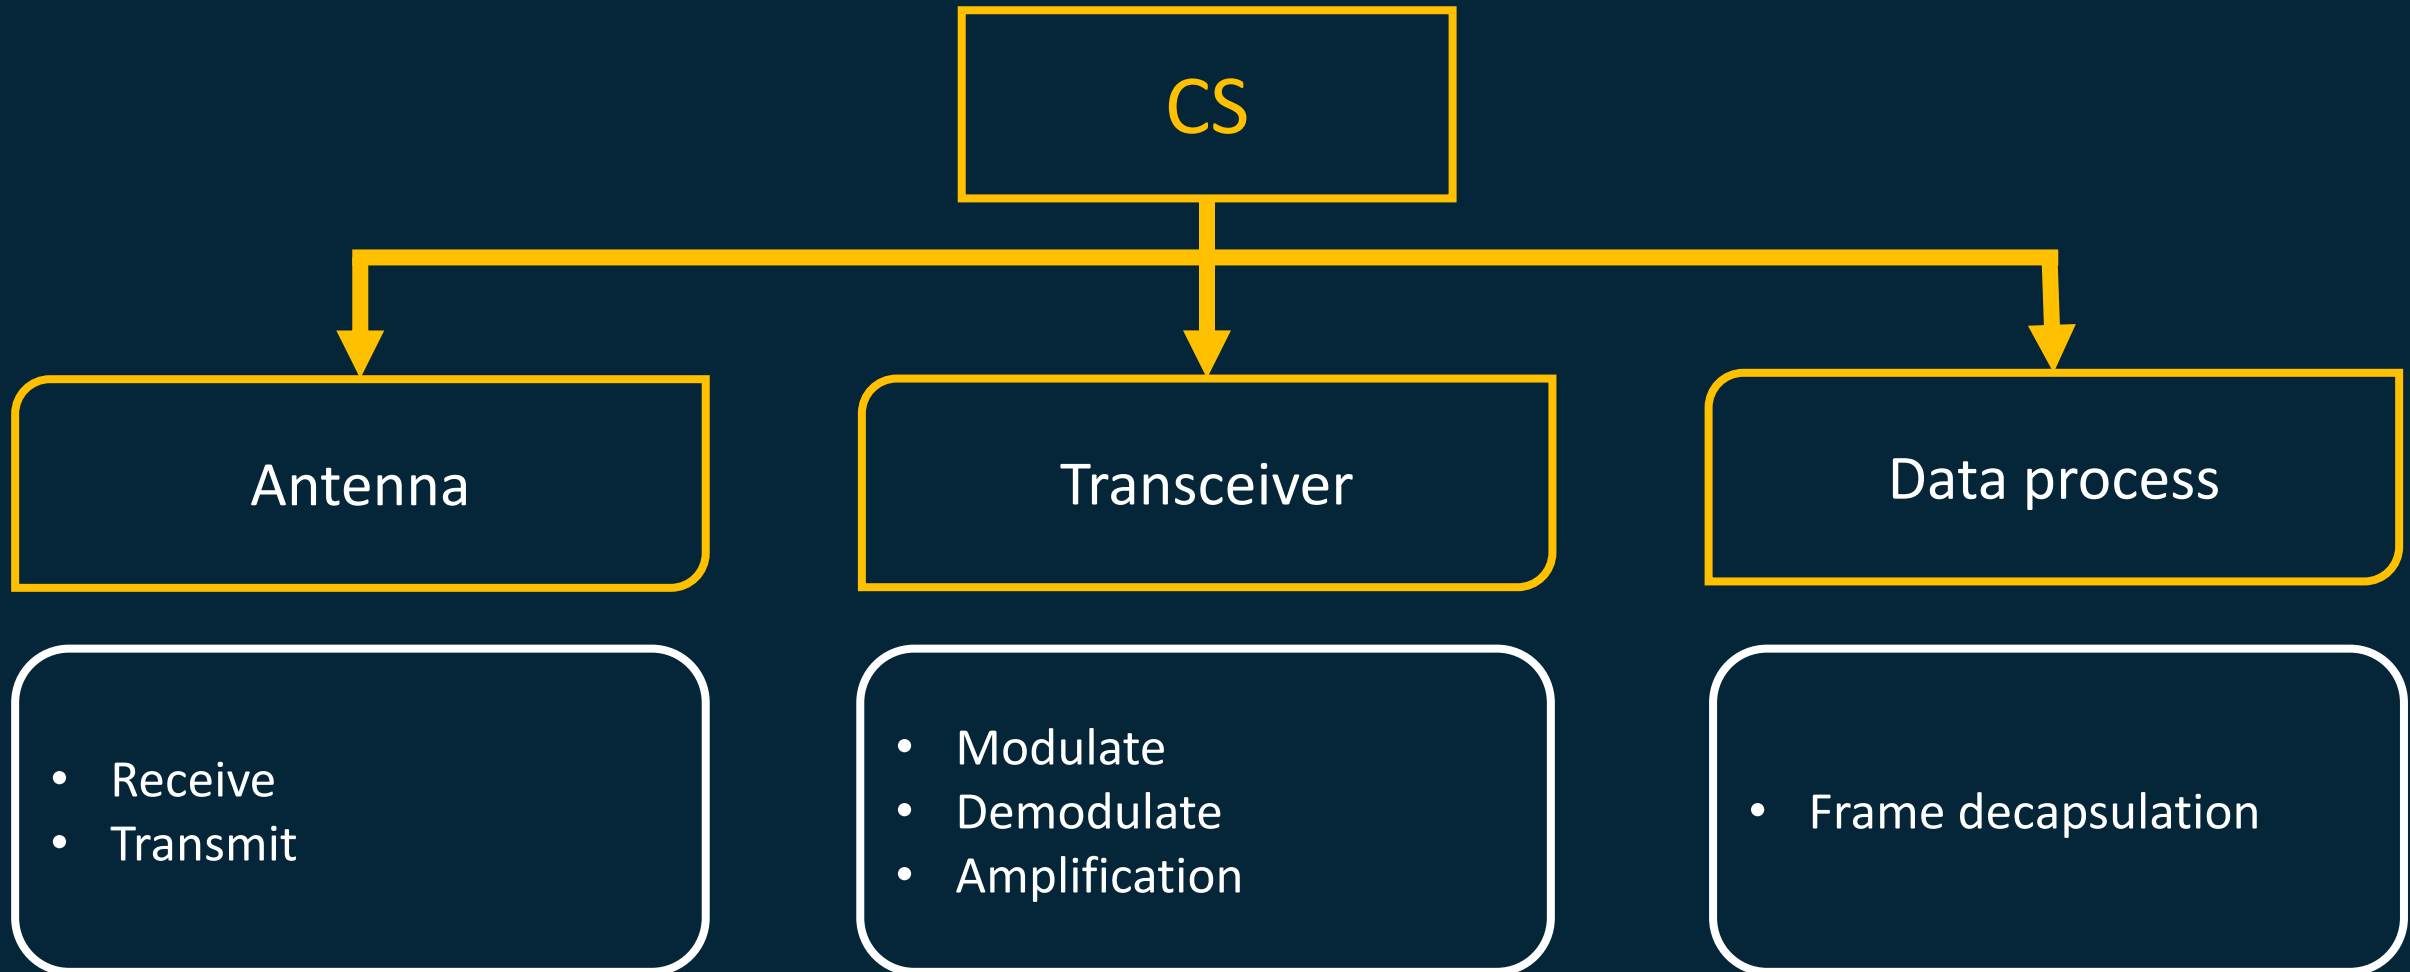 CS
Antenna
Transceiver
Data process
• Receive
• Transmit
• Modulate
• Demodulate
• Amplification
• Frame decapsulation